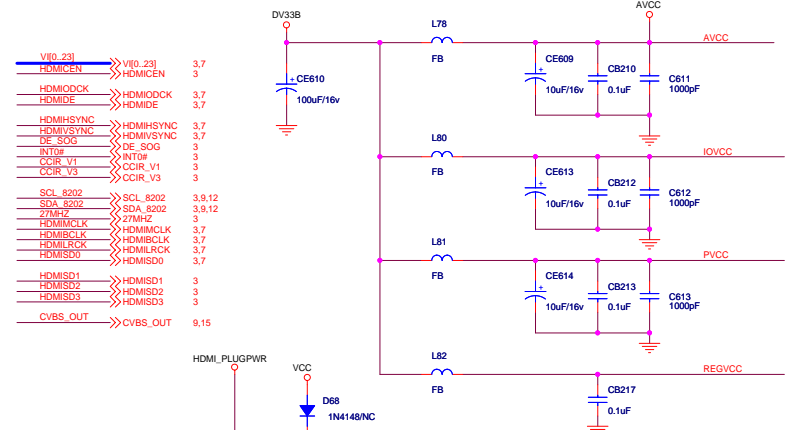 DV33B
AVCC
L78
AVCC
FB
VI[0..23] VI[0..23] 3,7
HDMICEN HDMICEN 3
HDMIODCK HDMIODCK 3,7
HDMIDE HDMIDE 3,7
HDMIHSYNC HDMIHSYNC 3,7
HDMIVSYNC HDMIVSYNC 3,7
DE_SOG DE_SOG 3
INT0# INT0# 3
CCIR_V1 CCIR_V1 3
CCIR_V3 CCIR_V3 3
SCL_8202 SCL_8202 3,9,12
SDA_8202 SDA_8202 3,9,12
27MHZ 27MHZ 3
HDMIMCLK HDMIMCLK 3,7
HDMIBCLK HDMIBCLK 3,7
HDMILRCK HDMILRCK 3,7
HDMISD0 HDMISD0 3,7
HDMISD1 HDMISD1 3
HDMISD2 HDMISD2 3
HDMISD3 HDMISD3 3
CVBS_OUT CVBS_OUT 9,15
+ CE610
100uF/16v
+ CE609
10uF/16v
CB210
0.1uF
C611
1000pF
L80
IOVCC
FB
+ CE613
10uF/16v
CB212
0.1uF
C612
1000pF
L81
PVCC
FB
+ CE614
10uF/16v
CB213
0.1uF
C613
1000pF
L82
REGVCC
FB
CB217
0.1uF
HDMI_PLUGPWR
VCC
D68
1N4148/NC